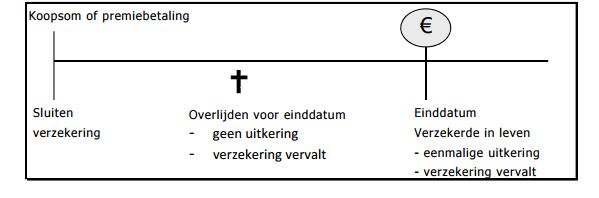 Koopsom of premiebetaling
€
Sluiten
verzekering
Overlijden voor einddatum
- geen uitkering
- verzekering vervalt
Einddatum
Verzekerde in leven
- eenmalige uitkering
- verzekering vervalt